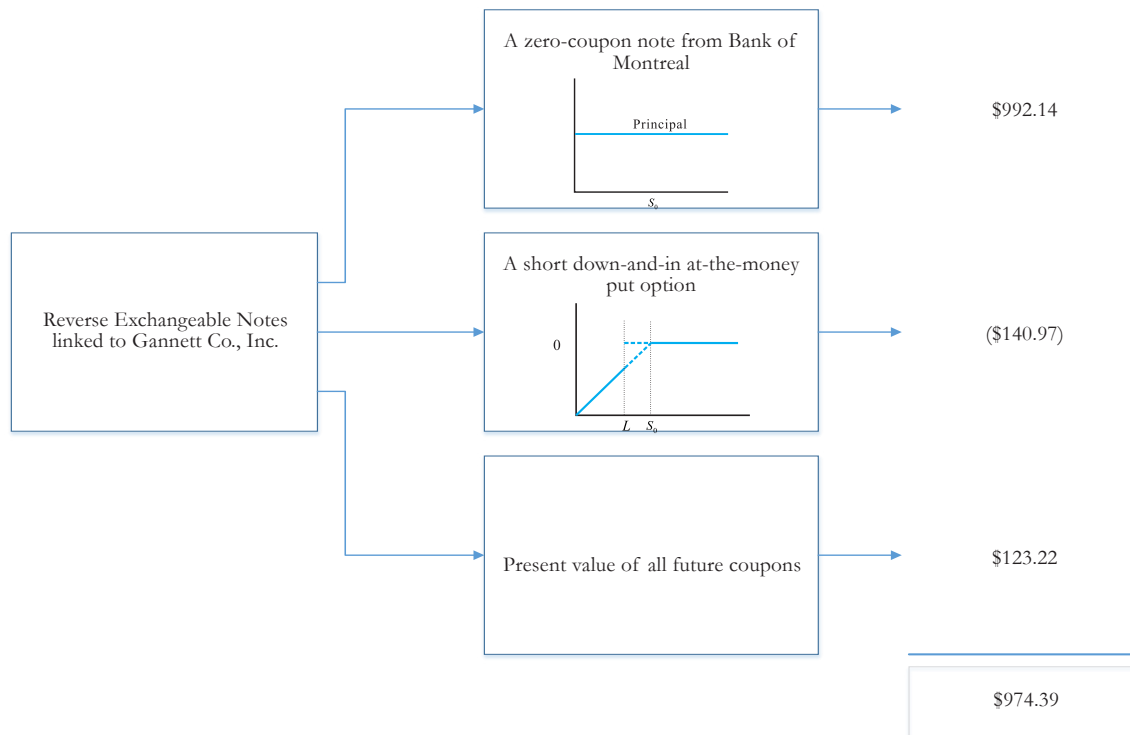 A zero-coupon note from Bank of
Montreal
Principal
S₀
$992.14
Reverse Exchangeable Notes
linked to Gannett Co., Inc.
A short down-and-in at-the-money
put option
0
L S₀
($140.97)
Present value of all future coupons
$123.22
$974.39